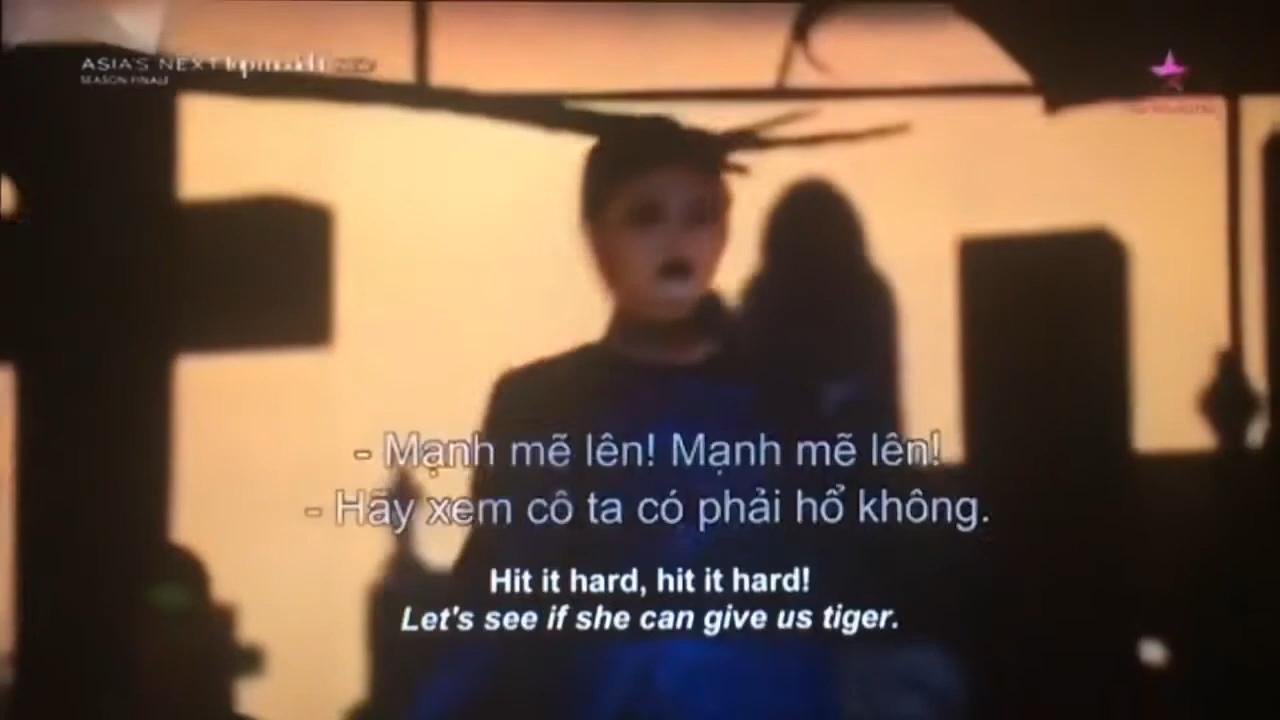 ASIA'S NEXT
SEASON FINALE
- Mạnh mẽ lên! Mạnh mẽ lên!
- Hãy xem cô ta có phải hổ không.
Hit it hard, hit it hard!
Let's see if she can give us tiger.